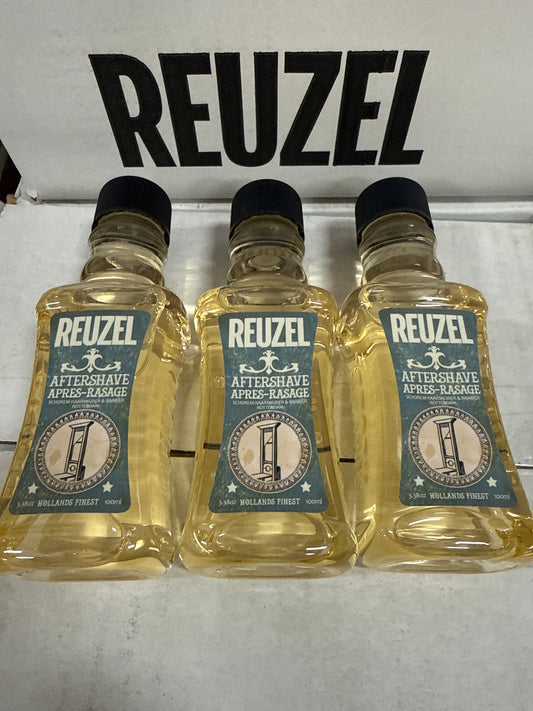 REUZEL
REUZEL
AFTERSHAVE
APRES-RASAGE
SCHOREM HAARSNIJDER & BARBIER
ROTTERDAM
3.38oz HOLLANDS FINEST 100ml
REUZEL
AFTERSHAVE
APRES-RASAGE
SCHOREM HAARSNIJDER & BARBIER
ROTTERDAM
3.38oz HOLLANDS FINEST 100ml
REUZEL
AFTERSHAVE
APRES-RASAGE
SCHOREM HAARSNIJDER & BARBIER
ROTTERDAM
3.38oz HOLLANDS FINEST 100ml